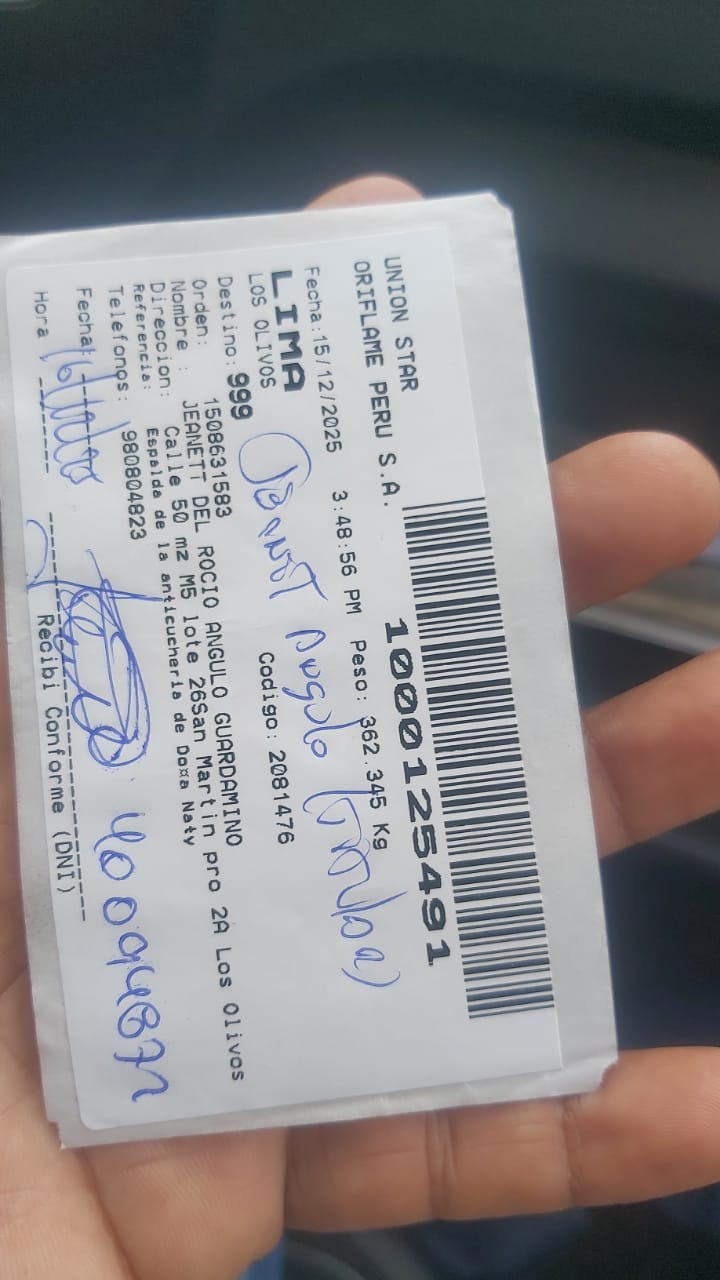 UNION STAR
ORIFLAME PERU S.A.
1000125491
Fecha:15/12/2025 3:48:56 PM Peso: 362.345 Kg
LIMA
LOS OLIVOS
Codigo: 2081476
Destino: 999
Angulo
Orden: 1508631583
Nombre : JEANETT DEL ROCIO ANGULO GUARDAMINO
Direccion: Calle 50 mz M5 lote 26San Martin pro 2A Los Olivos
Referencia: Espalda de la anticucheria de Do¤a Naty
Telefonos: 980804823
Fecha:
Hora
Recibi Conforme (DNI)